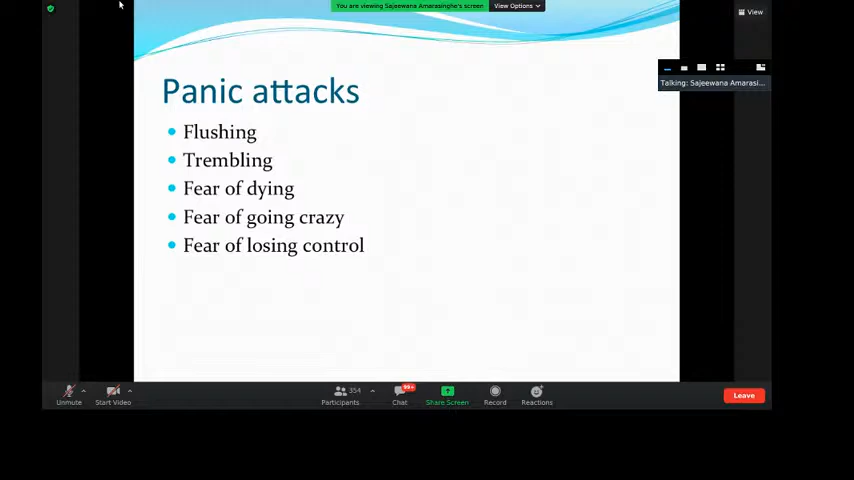 You are viewing Sajeewana Amarasinghe's screen
View Options
View
Talking: Sajeewana Amarasi...
Panic attacks
Flushing
Trembling
Fear of dying
Fear of going crazy
Fear of losing control
Unmute
Start Video
354
Participants
99+
Chat
Share Screen
Record
Reactions
Leave